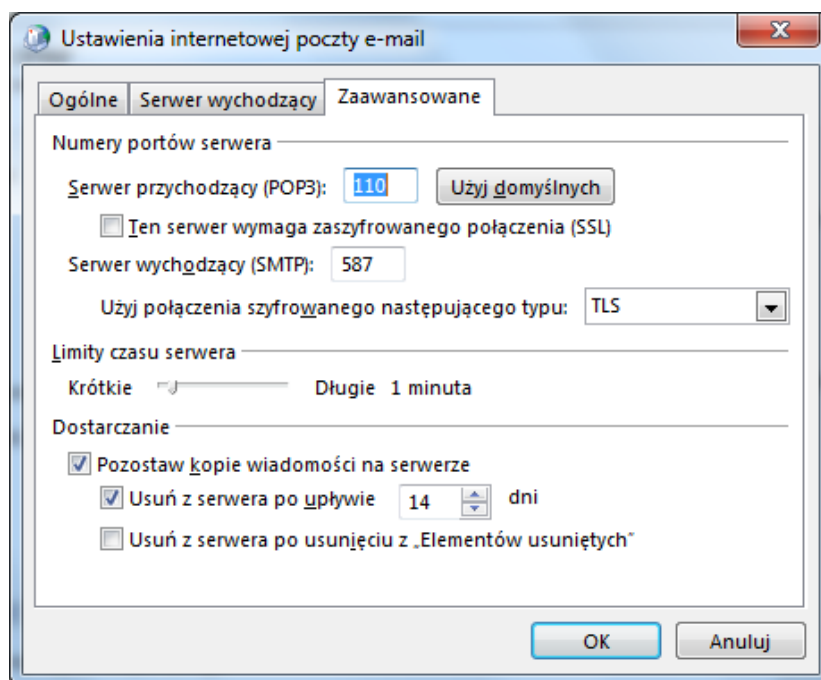 Ustawienia internetowej poczty e-mail
Ogólne Serwer wychodzący Zaawansowane
Numery portów serwera
Serwer przychodzący (POP3): 110 Użyj domyślnych
Ten serwer wymaga zaszyfrowanego połączenia (SSL)
Serwer wychodzący (SMTP): 587
Użyj połączenia szyfrowanego następującego typu: TLS
Limity czasu serwera
Krótkie Długie 1 minuta
Dostarczanie
Pozostaw kopie wiadomości na serwerze
Usuń z serwera po upływie 14 dni
Usuń z serwera po usunięciu z „Elementów usuniętych”
OK Anuluj